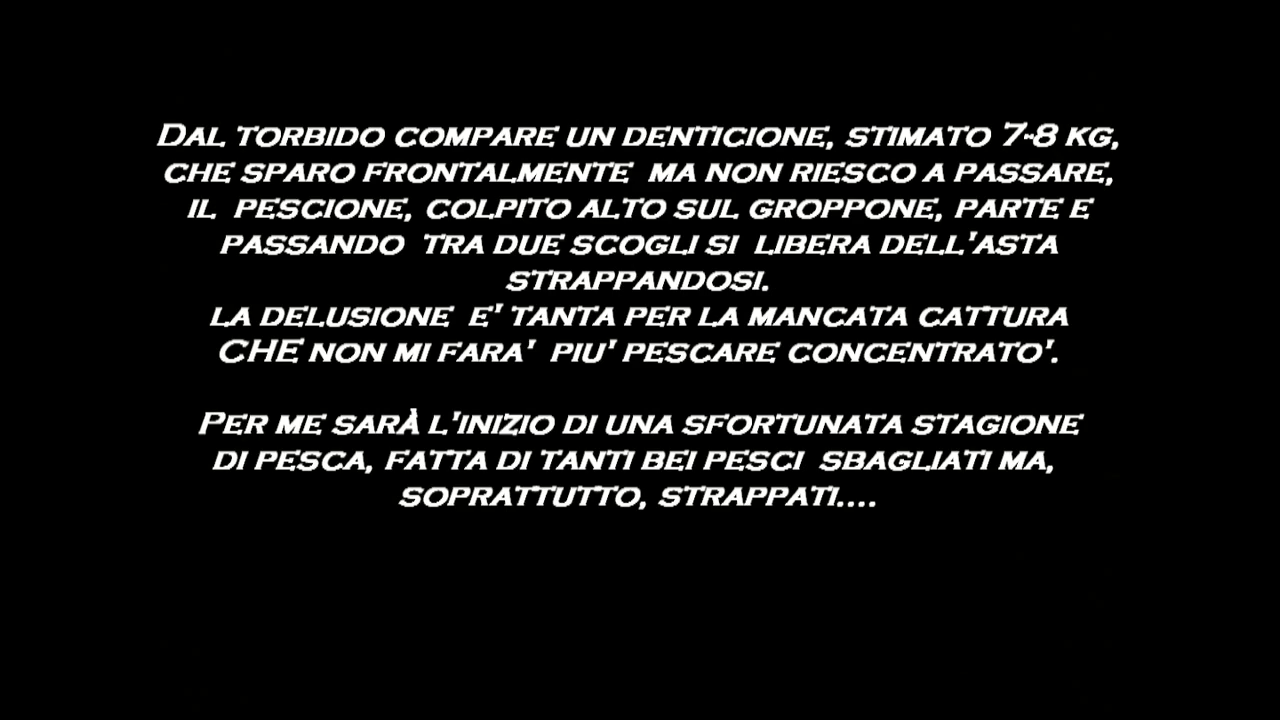 Dal torbido compare un denticione, stimato 7-8 kg,
che sparo frontalmente ma non riesco a passare,
il pescione, colpito alto sul groppone, parte e
passando tra due scogli si libera dell'asta
strappandosi.
la delusione e' tanta per la mancata cattura
CHE non mi fara' piu' pescare concentrato'.
Per me sarà l'inizio di una sfortunata stagione
di pesca, fatta di tanti bei pesci sbagliati ma,
soprattutto, strappati....